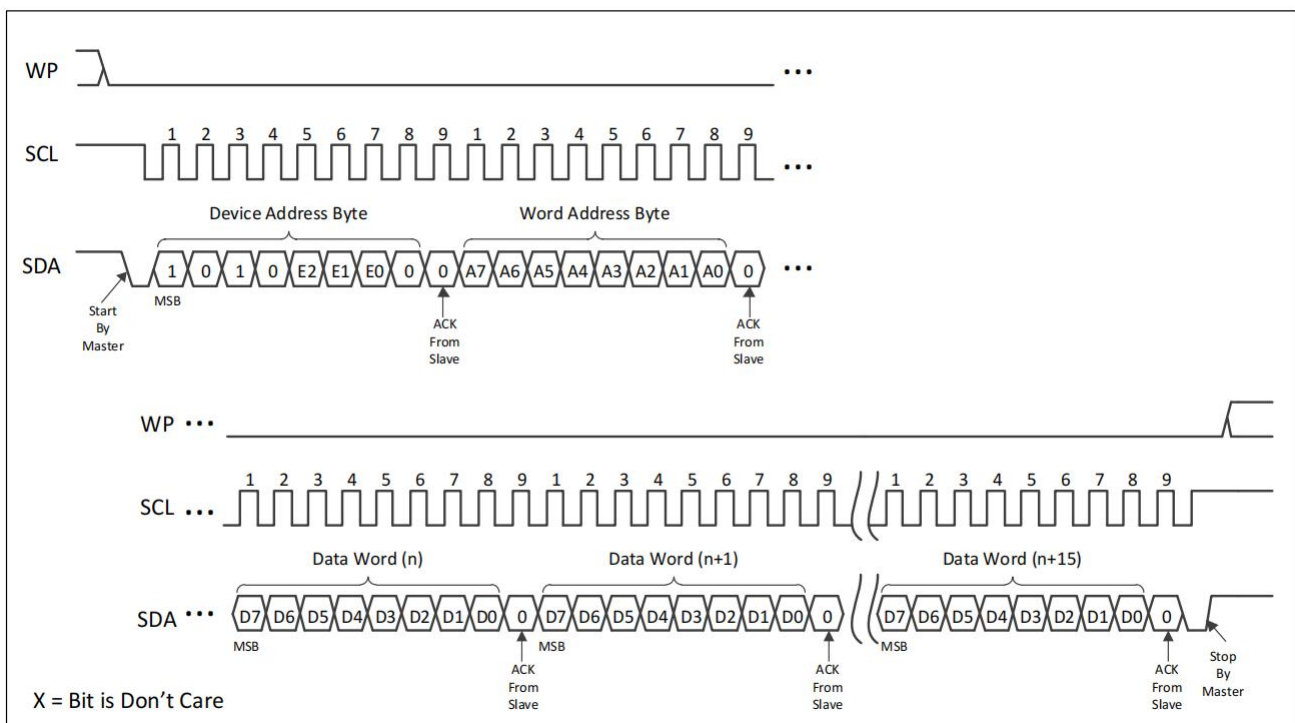 WP ...
SCL 1 2 3 4 5 6 7 8 9 1 2 3 4 5 6 7 8 9 ...
Device Address Byte Word Address Byte
SDA 1 0 1 0 E2 E1 E0 0 0 A7 A6 A5 A4 A3 A2 A1 A0 0 ...
MSB
Start
By
Master
ACK
From
Slave
ACK
From
Slave
WP ...
1 2 3 4 5 6 7 8 9 1 2 3 4 5 6 7 8 9 1 2 3 4 5 6 7 8 9
SCL ...
Data Word (n) Data Word (n+1) Data Word (n+15)
SDA ... D7 D6 D5 D4 D3 D2 D1 D0 0 D7 D6 D5 D4 D3 D2 D1 D0 0 D7 D6 D5 D4 D3 D2 D1 D0 0
MSB MSB MSB
ACK
From
Slave
ACK
From
Slave
ACK
From
Slave
Stop
By
Master
X = Bit is Don't Care